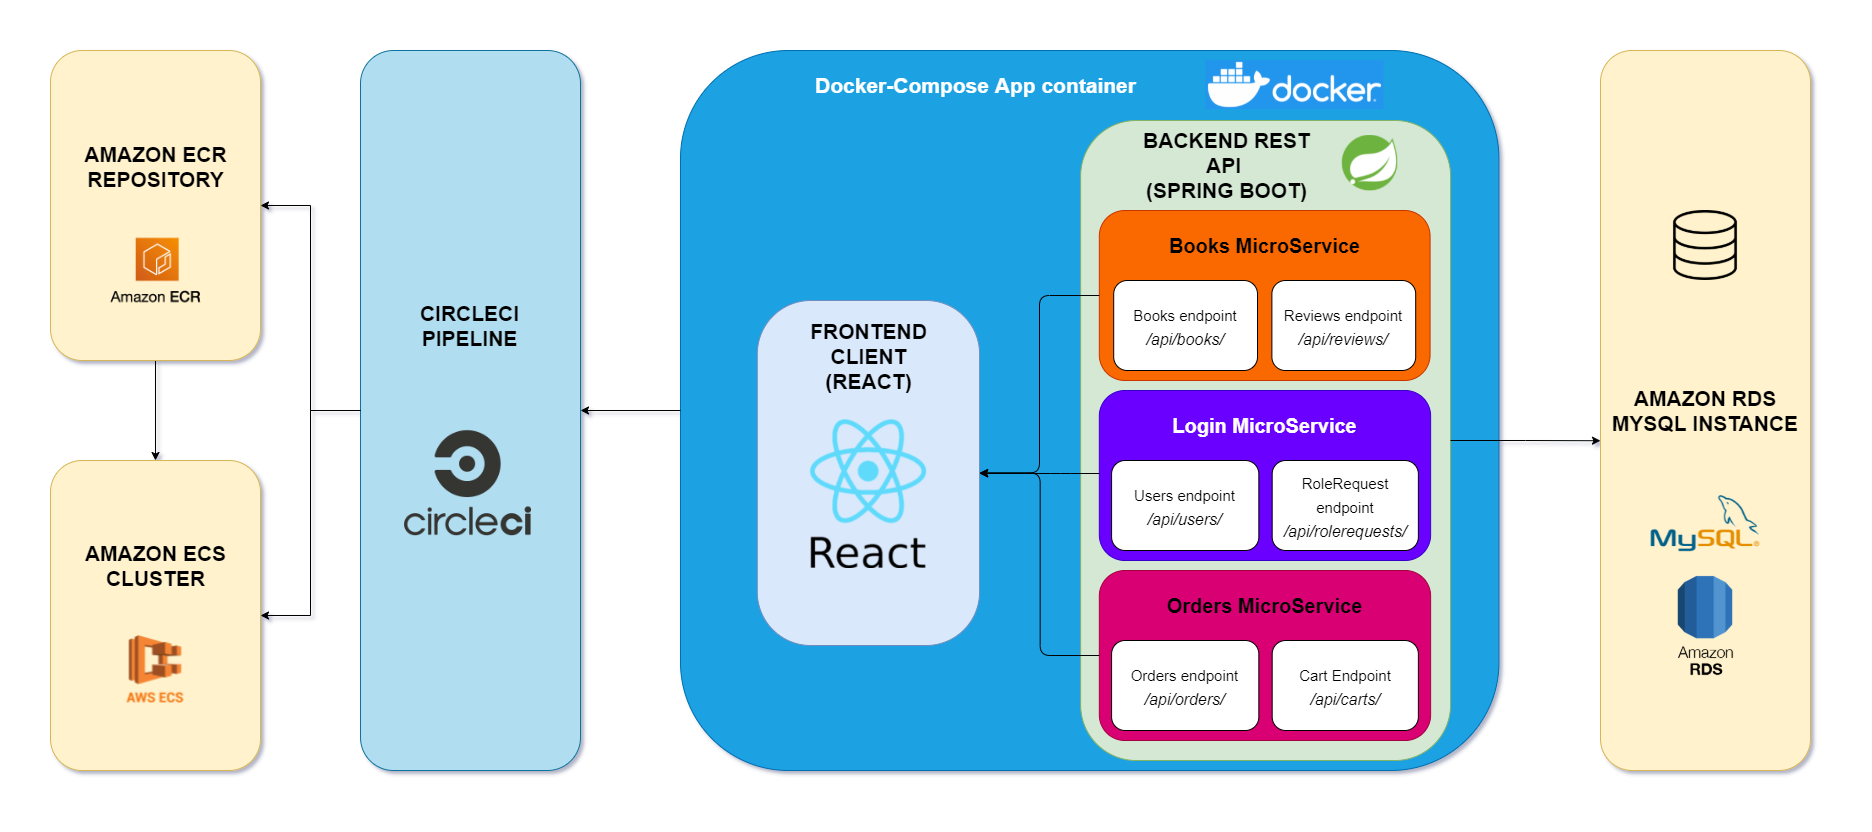 AMAZON ECR
REPOSITORY
Amazon ECR
AMAZON ECS
CLUSTER
AWS ECS
CIRCLECI
PIPELINE
circleci
Docker-Compose App container
docker
FRONTEND
CLIENT
(REACT)
React
BACKEND REST
API
(SPRING BOOT)
Books MicroService
Books endpoint
/api/books/
Reviews endpoint
/api/reviews/
Login MicroService
Users endpoint
/api/users/
RoleRequest
endpoint
/api/rolerequests/
Orders MicroService
Orders endpoint
/api/orders/
Cart Endpoint
/api/carts/
AMAZON RDS
MYSQL INSTANCE
MySQL
Amazon
RDS